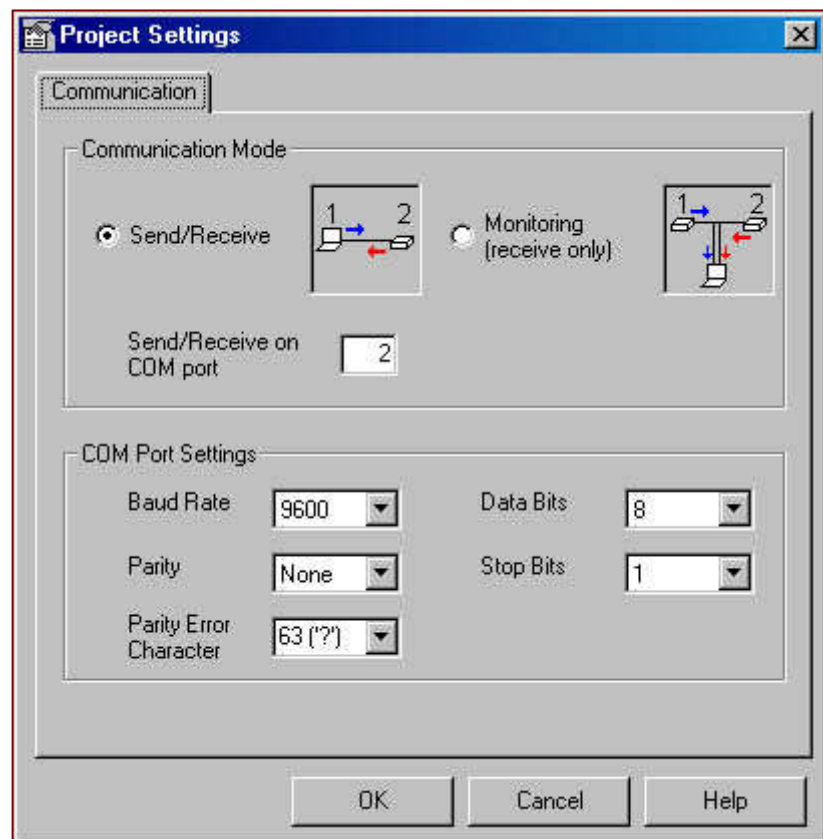 Project Settings
Communication
Communication Mode
Send/Receive
1 2
Monitoring
(receive only)
1 2
Send/Receive on
COM port
2
COM Port Settings
Baud Rate
9600
Data Bits
8
Parity
None
Stop Bits
1
Parity Error
Character
63 ('?')
OK
Cancel
Help